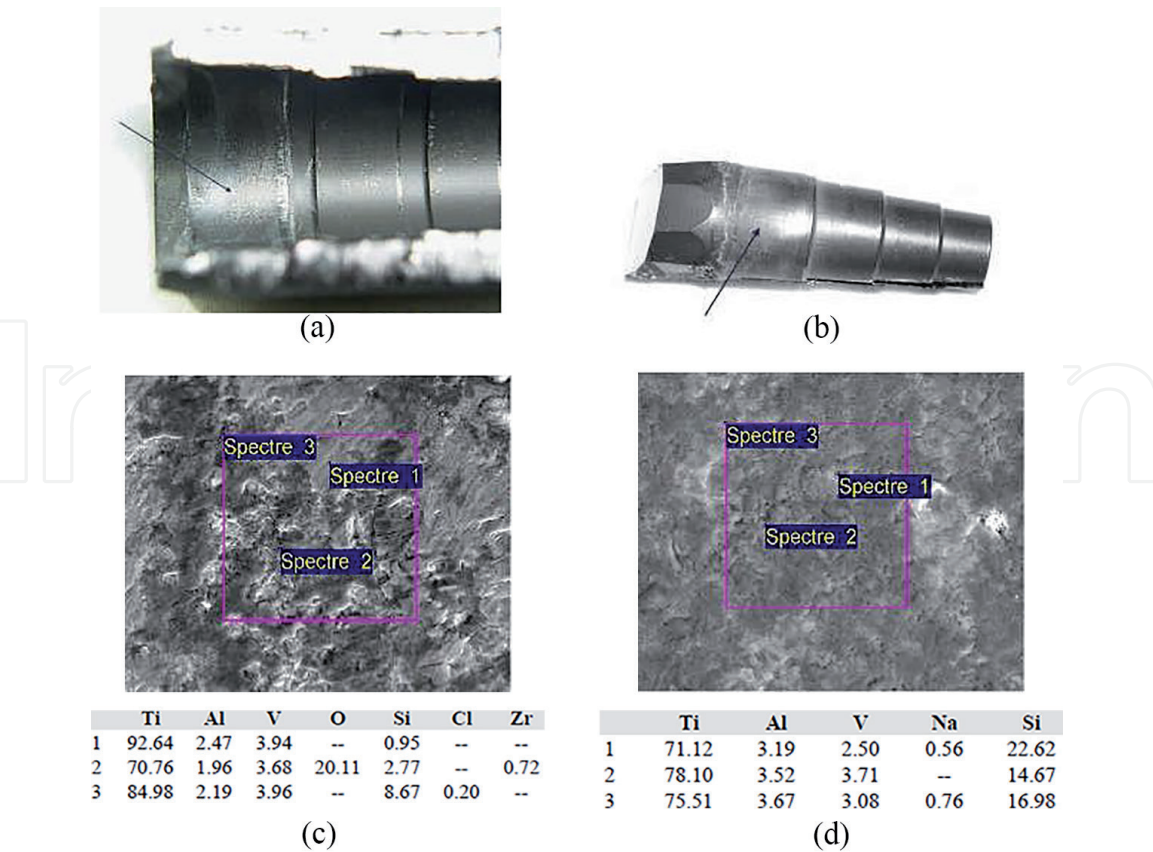 (a)
(b)
Spectre 3
Spectre 1
Spectre 2
Spectre 3
Spectre 1
Spectre 2
Ti Al V O Si Cl Zr
1 92.64 2.47 3.94 -- 0.95 -- --
2 70.76 1.96 3.68 20.11 2.77 -- 0.72
3 84.98 2.19 3.96 -- 8.67 0.20 --
Ti Al V Na Si
1 71.12 3.19 2.50 0.56 22.62
2 78.10 3.52 3.71 -- 14.67
3 75.51 3.67 3.08 0.76 16.98
(c)
(d)